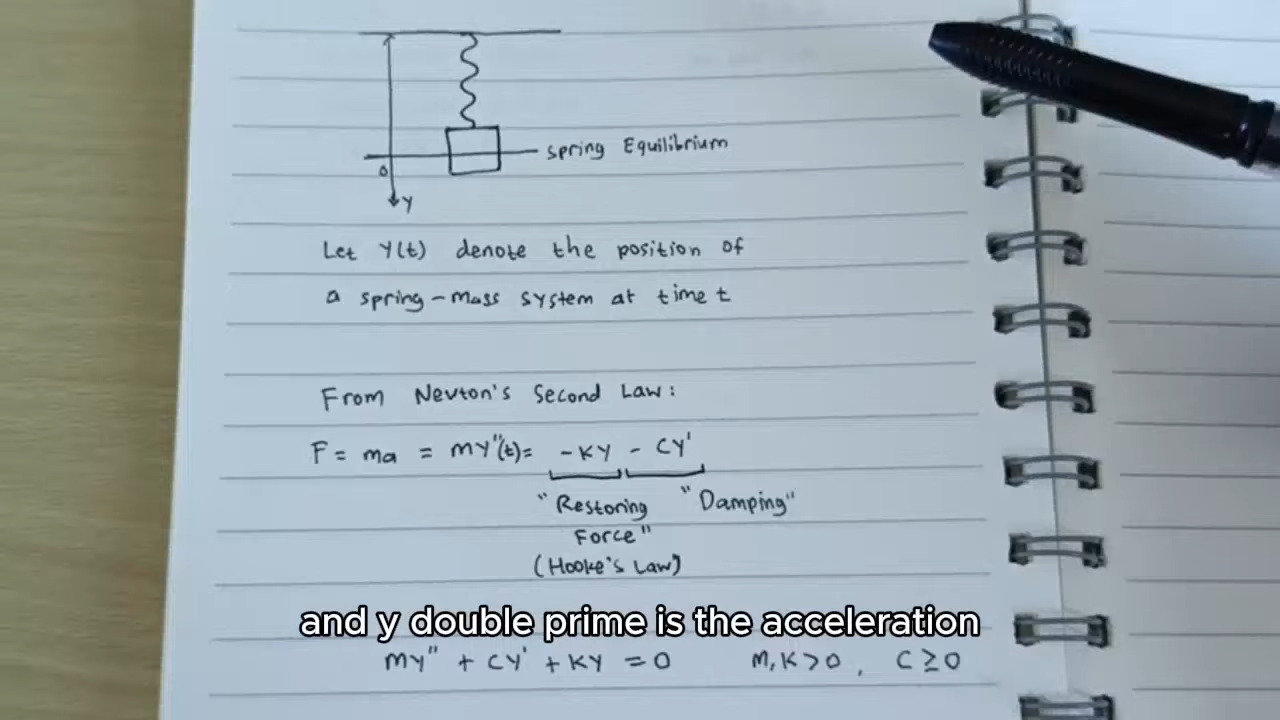 spring Equilibrium
0
y
Let y(t) denote the position of
a spring-mass system at time t
From Newton's Second Law:
F = ma = my"(t) = -ky - cy'
"Restoring "Damping"
Force"
(Hooke's Law)
and y double prime is the acceleration
my" + cy' + ky = 0 m, k > 0, c ≥ 0